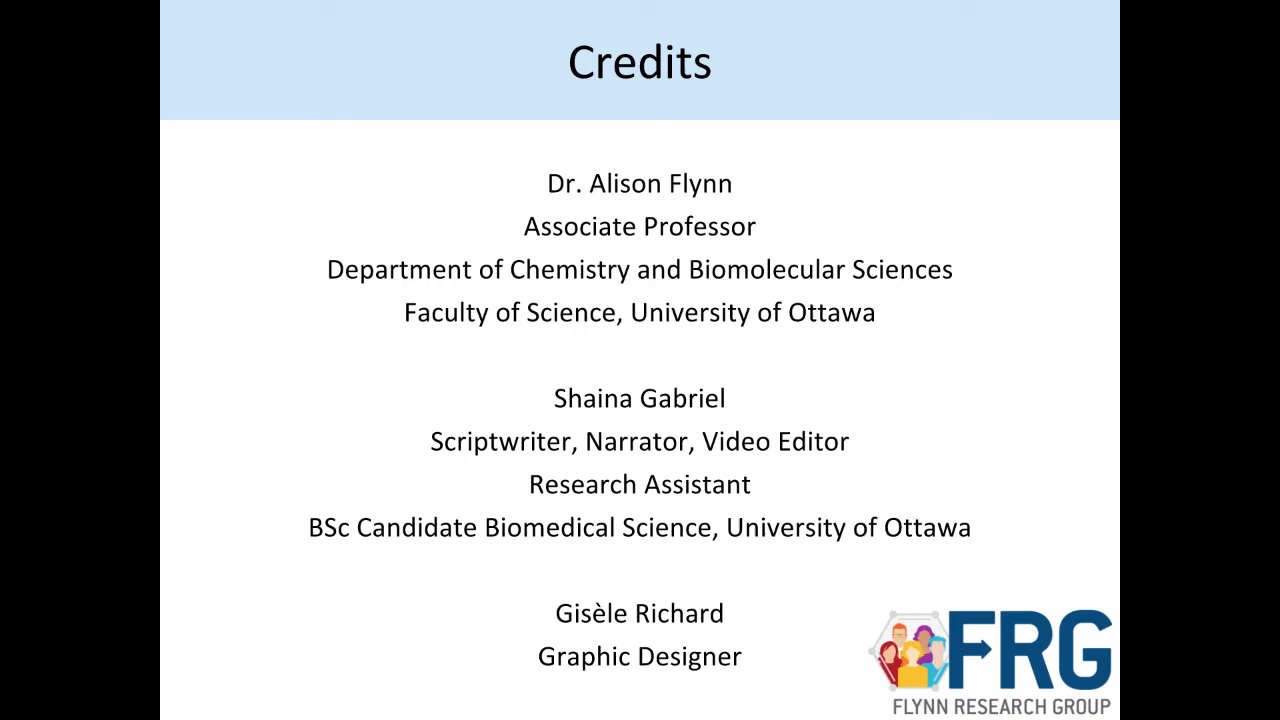 Credits
Dr. Alison Flynn
Associate Professor
Department of Chemistry and Biomolecular Sciences
Faculty of Science, University of Ottawa
Shaina Gabriel
Scriptwriter, Narrator, Video Editor
Research Assistant
BSc Candidate Biomedical Science, University of Ottawa
Gisèle Richard
Graphic Designer
FRG
FLYNN RESEARCH GROUP